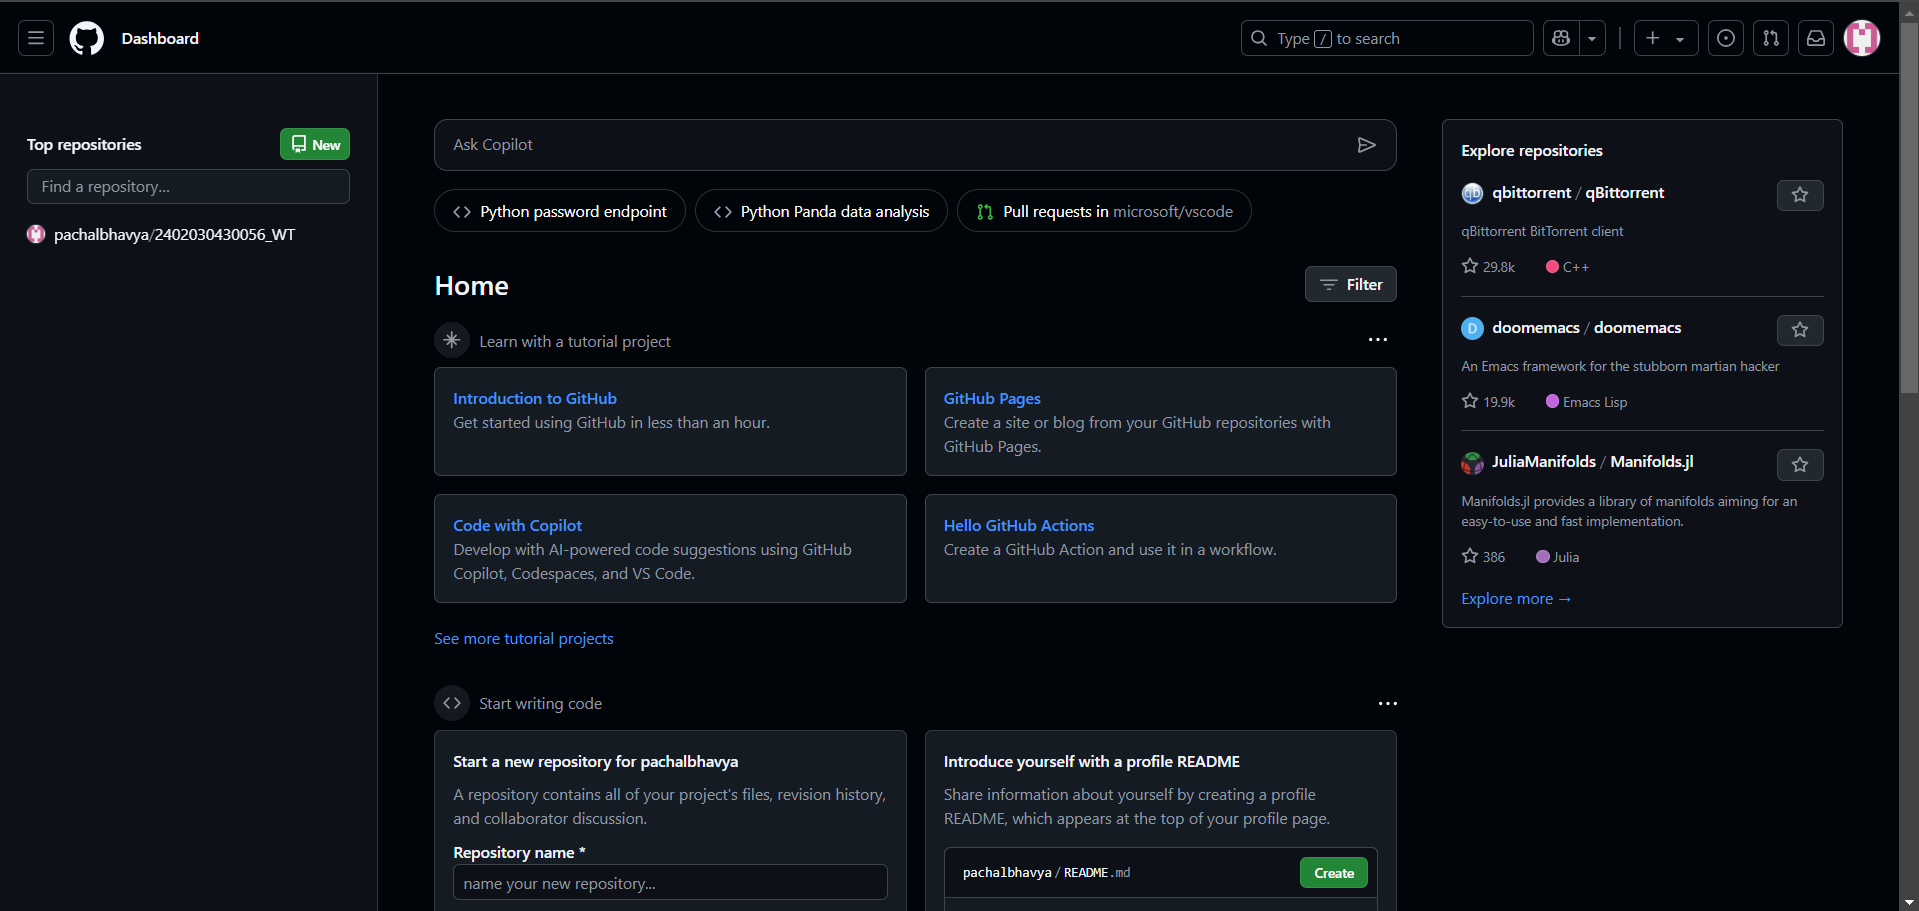 Dashboard
Type / to search
Top repositories
New
Find a repository...
pachalbhavya/2402030430056_WT
Ask Copilot
Python password endpoint
Python Panda data analysis
Pull requests in microsoft/vscode
Home
Filter
Learn with a tutorial project
Introduction to GitHub
Get started using GitHub in less than an hour.
GitHub Pages
Create a site or blog from your GitHub repositories with
GitHub Pages.
Code with Copilot
Develop with AI-powered code suggestions using GitHub
Copilot, Codespaces, and VS Code.
Hello GitHub Actions
Create a GitHub Action and use it in a workflow.
See more tutorial projects
Start writing code
Start a new repository for pachalbhavya
A repository contains all of your project's files, revision history,
and collaborator discussion.
Repository name *
name your new repository...
Introduce yourself with a profile README
Share information about yourself by creating a profile
README, which appears at the top of your profile page.
pachalbhavya / README.md
Create
Explore repositories
qb
qbittorrent / qBittorrent
qBittorrent BitTorrent client
29.8k
C++
D
doomemacs / doomemacs
An Emacs framework for the stubborn martian hacker
19.9k
Emacs Lisp
JuliaManifolds / Manifolds.jl
Manifolds.jl provides a library of manifolds aiming for an
easy-to-use and fast implementation.
386
Julia
Explore more →